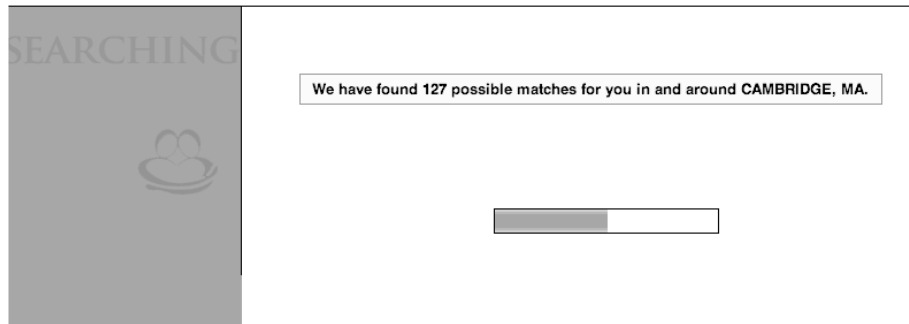 SEARCHING
We have found 127 possible matches for you in and around CAMBRIDGE, MA.